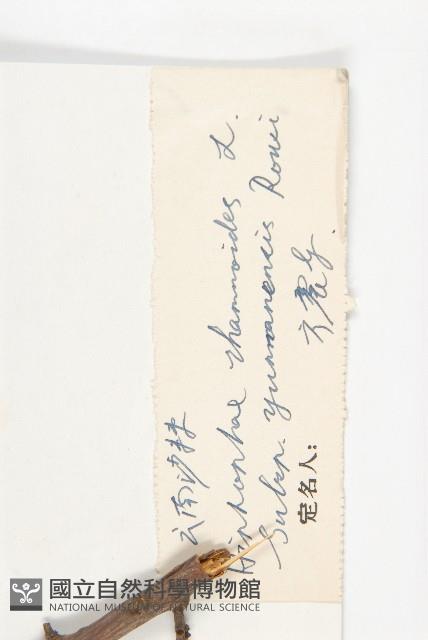 云南沙棘
Hippophae rhamnoides L.
subsp. yunnanensis Rousi
定名人：
國立自然科學博物館
NATIONAL MUSEUM OF NATURAL SCIENCE